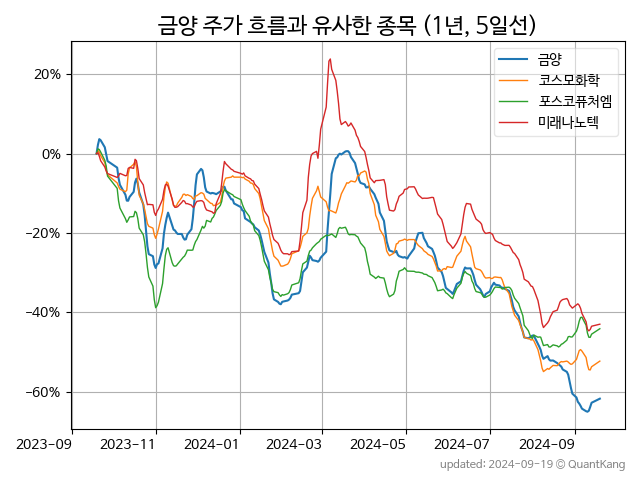 금양 주가 흐름과 유사한 종목 (1년, 5일선)
금양
코스모화학
포스코퓨처엠
미래나노텍
20%
0%
−20%
−40%
−60%
2023-09
2023-11
2024-01
2024-03
2024-05
2024-07
2024-09
updated: 2024-09-19 © QuantKang